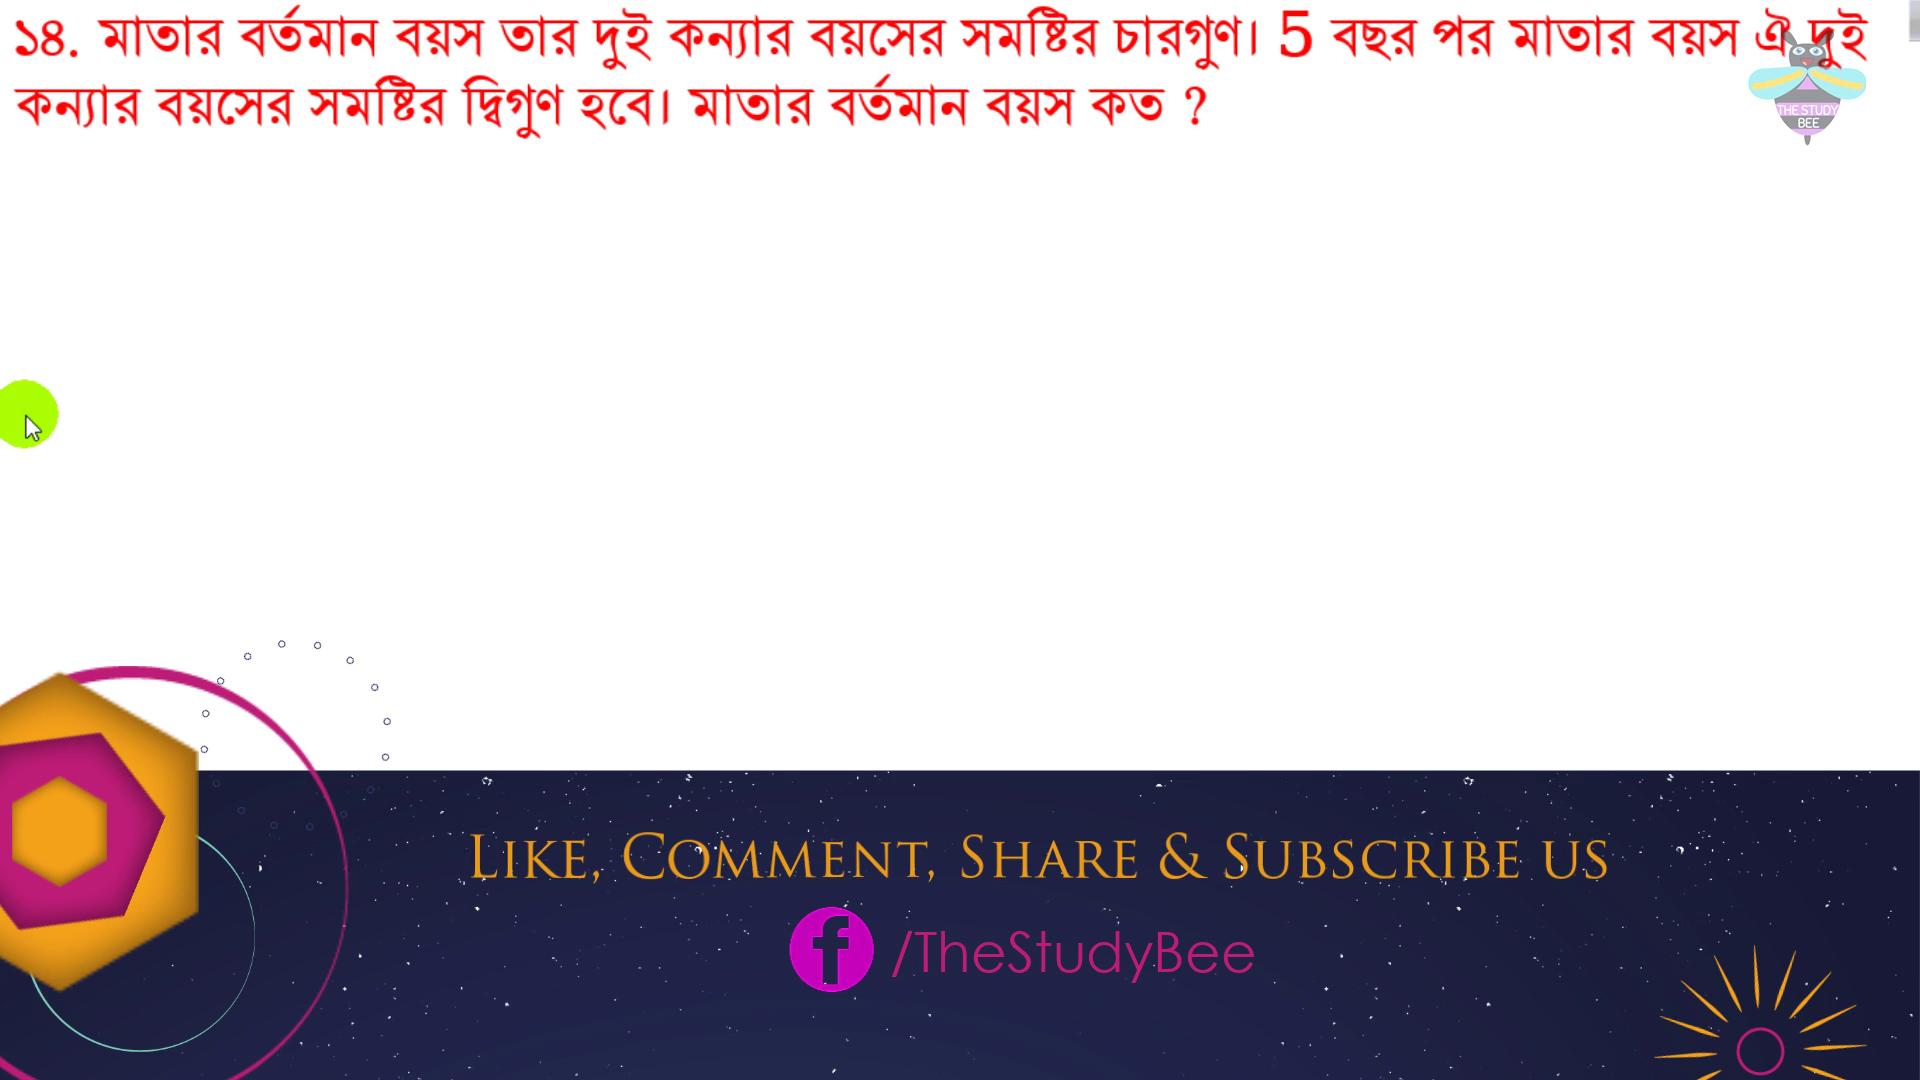 ১৪. মাতার বর্তমান বয়স তার দুই কন্যার বয়সের সমষ্টির চারগুণ। 5 বছর পর মাতার বয়স ঐ দুই
কন্যার বয়সের সমষ্টির দ্বিগুণ হবে। মাতার বর্তমান বয়স কত ?
THE STUDY
BEE
LIKE, COMMENT, SHARE & SUBSCRIBE US
/TheStudyBee